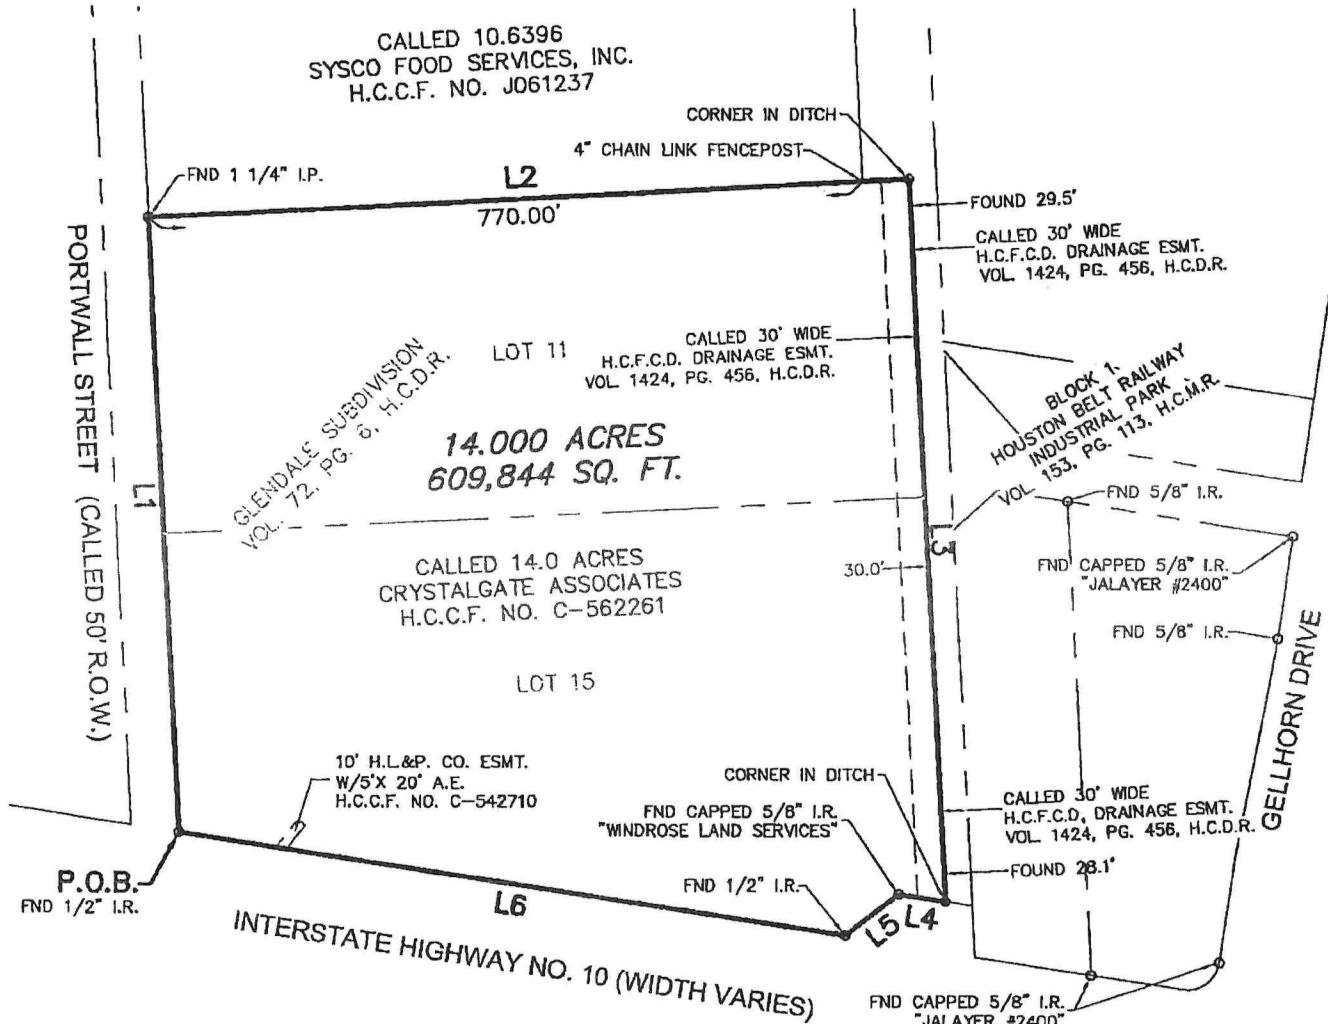 CALLED 10.6396
SYSCO FOOD SERVICES, INC.
H.C.C.F. NO. J061237
CORNER IN DITCH
4" CHAIN LINK FENCEPOST
FND 1 1/4" I.P.
L2
770.00'
FOUND 29.5'
CALLED 30' WIDE
H.C.F.C.D. DRAINAGE ESMT.
VOL. 1424, PG. 456, H.C.D.R.
PORTWALL STREET (CALLED 50' R.O.W.)
L1
GLENDALE SUBDIVISION
VOL. 72, PG. 6, H.C.D.R.
LOT 11
CALLED 30' WIDE
H.C.F.C.D. DRAINAGE ESMT.
VOL. 1424, PG. 456, H.C.D.R.
BLOCK 1,
HOUSTON BELT RAILWAY
INDUSTRIAL PARK
VOL. 153, PG. 113, H.C.M.R.
14.000 ACRES
609,844 SQ. FT.
FND 5/8" I.R.
L3
CALLED 14.0 ACRES
CRYSTALGATE ASSOCIATES
H.C.C.F. NO. C-562261
30.0'
FND CAPPED 5/8" I.R.
"JALAYER #2400"
FND 5/8" I.R.
GELLHORN DRIVE
LOT 15
10' H.L.&P. CO. ESMT.
W/5'X 20' A.E.
H.C.C.F. NO. C-542710
CORNER IN DITCH
FND CAPPED 5/8" I.R.
"WINDROSE LAND SERVICES"
CALLED 30' WIDE
H.C.F.C.D. DRAINAGE ESMT.
VOL. 1424, PG. 456, H.C.D.R.
FOUND 28.1'
P.O.B.
FND 1/2" I.R.
FND 1/2" I.R.
L6
L5
L4
INTERSTATE HIGHWAY NO. 10 (WIDTH VARIES)
FND CAPPED 5/8" I.R.
"JALAYER #2400"